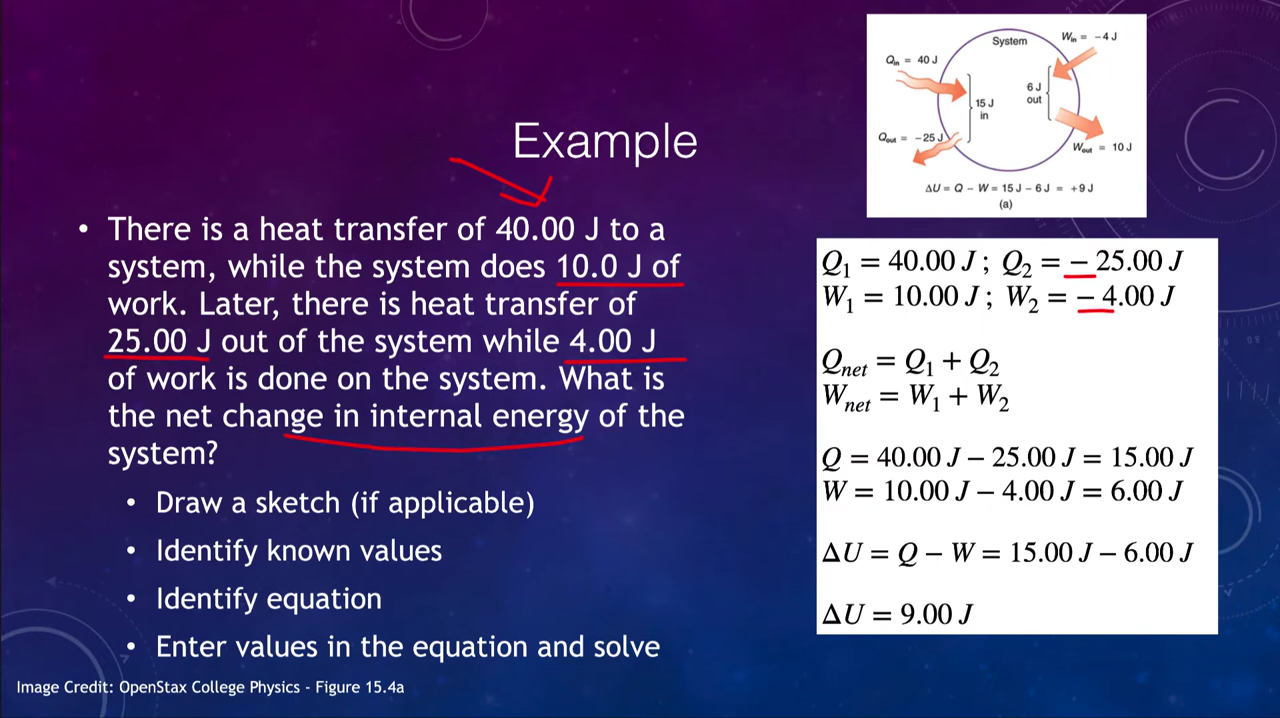 Example
• There is a heat transfer of 40.00 J to a
system, while the system does 10.0 J of
work. Later, there is heat transfer of
25.00 J out of the system while 4.00 J
of work is done on the system. What is
the net change in internal energy of the
system?
• Draw a sketch (if applicable)
• Identify known values
• Identify equation
• Enter values in the equation and solve
Image Credit: OpenStax College Physics - Figure 15.4a
System
W_in = −4 J
Q_in = 40 J
6 J
out
15 J
in
Q_out = −25 J
W_out = 10 J
ΔU = Q − W = 15 J − 6 J = +9 J
(a)
Q₁ = 40.00 J ; Q₂ = − 25.00 J
W₁ = 10.00 J ; W₂ = − 4.00 J
Q_net = Q₁ + Q₂
W_net = W₁ + W₂
Q = 40.00 J − 25.00 J = 15.00 J
W = 10.00 J − 4.00 J = 6.00 J
ΔU = Q − W = 15.00 J − 6.00 J
ΔU = 9.00 J